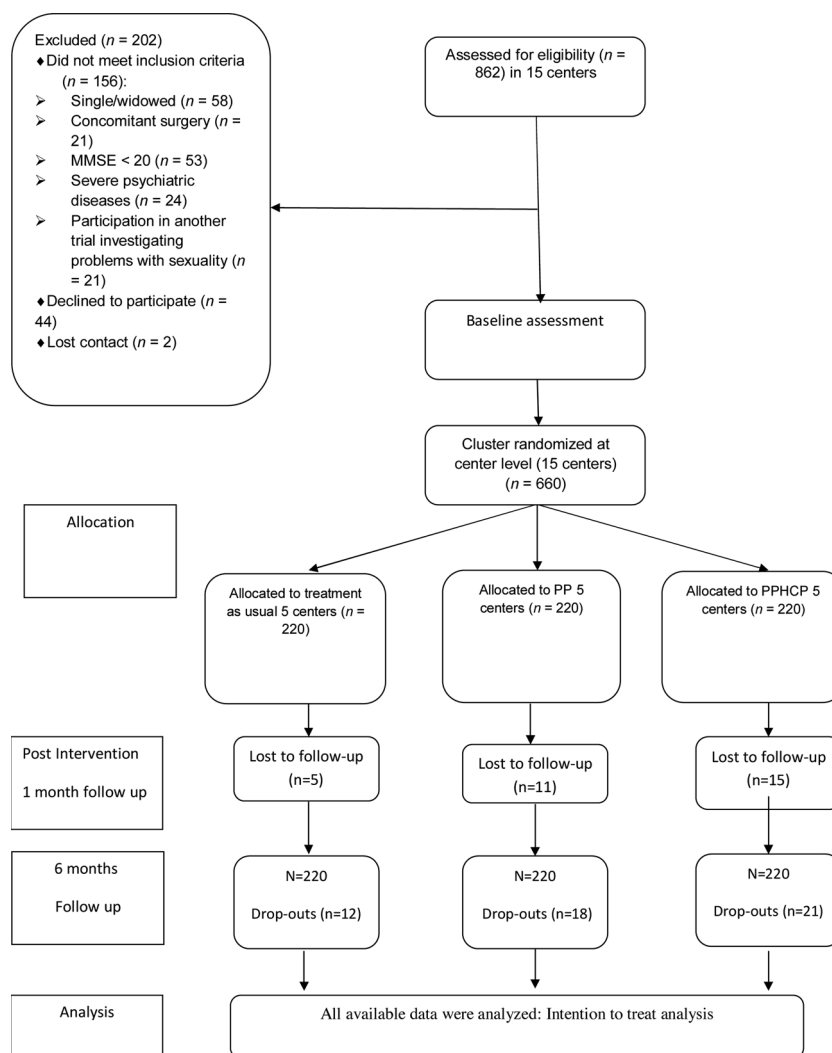 Excluded (n = 202)
♦Did not meet inclusion criteria
(n = 156):
➢ Single/widowed (n = 58)
➢ Concomitant surgery (n =
21)
➢ MMSE < 20 (n = 53)
➢ Severe psychiatric
diseases (n = 24)
➢ Participation in another
trial investigating
problems with sexuality (n
= 21)
♦Declined to participate (n =
44)
♦Lost contact (n = 2)
Assessed for eligibility (n =
862) in 15 centers
Baseline assessment
Cluster randomized at
center level (15 centers)
(n = 660)
Allocation
Allocated to treatment
as usual 5 centers (n =
220)
Allocated to PP 5
centers (n = 220)
Allocated to PPHCP 5
centers (n = 220)
Post Intervention
1 month follow up
Lost to follow-up
(n=5)
Lost to follow-up
(n=11)
Lost to follow-up
(n=15)
6 months
Follow up
N=220
Drop-outs (n=12)
N=220
Drop-outs (n=18)
N=220
Drop-outs (n=21)
Analysis
All available data were analyzed: Intention to treat analysis